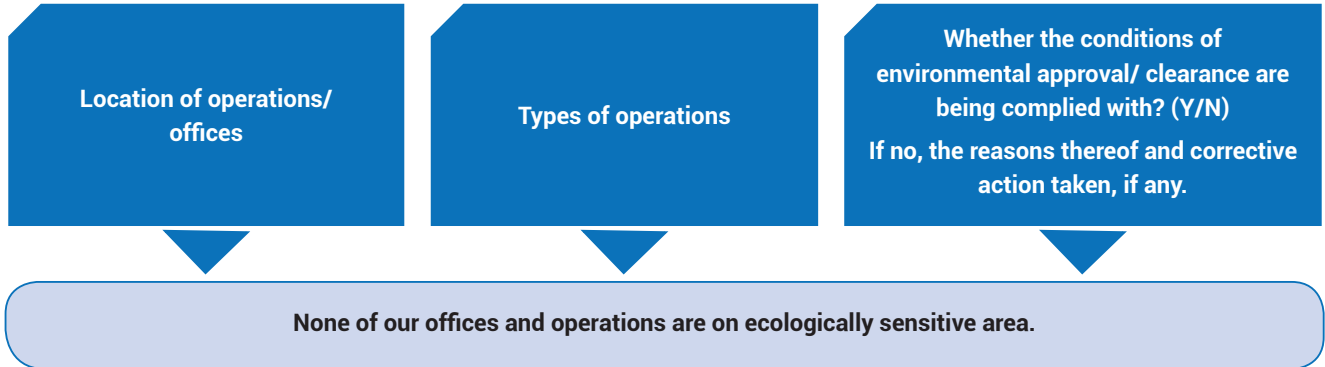 Location of operations/
offices
Types of operations
Whether the conditions of
environmental approval/ clearance are
being complied with? (Y/N)
If no, the reasons thereof and corrective
action taken, if any.
None of our offices and operations are on ecologically sensitive area.